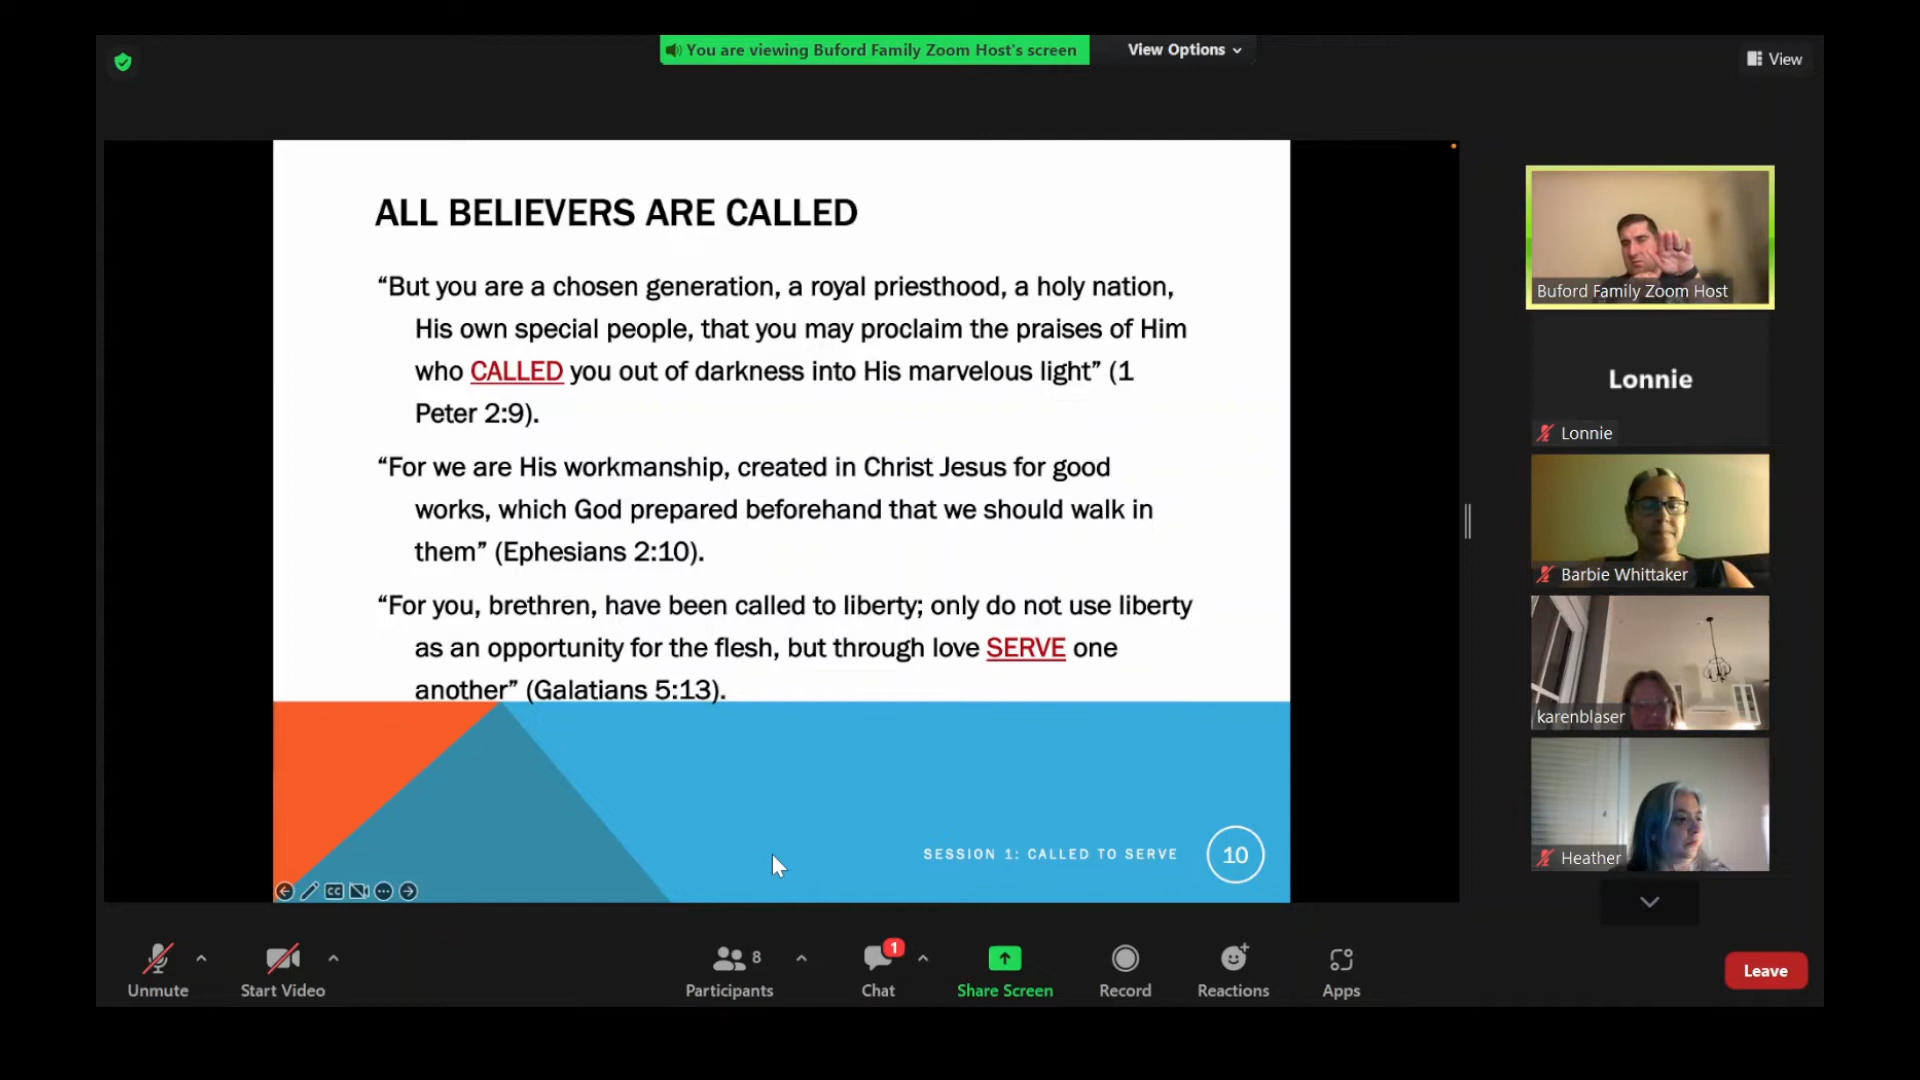 You are viewing Buford Family Zoom Host's screen
View Options
View
ALL BELIEVERS ARE CALLED
“But you are a chosen generation, a royal priesthood, a holy nation,
His own special people, that you may proclaim the praises of Him
who CALLED you out of darkness into His marvelous light” (1
Peter 2:9).
“For we are His workmanship, created in Christ Jesus for good
works, which God prepared beforehand that we should walk in
them” (Ephesians 2:10).
“For you, brethren, have been called to liberty; only do not use liberty
as an opportunity for the flesh, but through love SERVE one
another” (Galatians 5:13).
SESSION 1: CALLED TO SERVE
10
CC
Buford Family Zoom Host
Lonnie
Lonnie
Barbie Whittaker
karenblaser
Heather
Unmute
Start Video
8
Participants
1
Chat
Share Screen
Record
Reactions
Apps
Leave